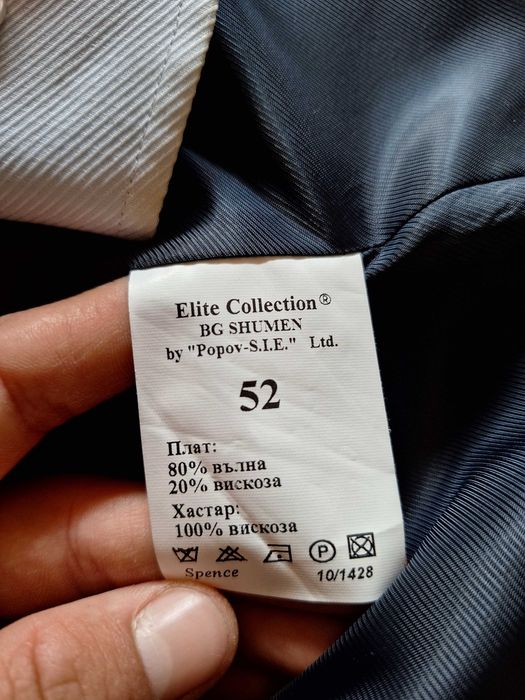 Elite Collection®
BG SHUMEN
by "Popov-S.I.E." Ltd.
52
Плат:
80% вълна
20% вискоза
Хастар:
100% вискоза
P
Spence 10/1428